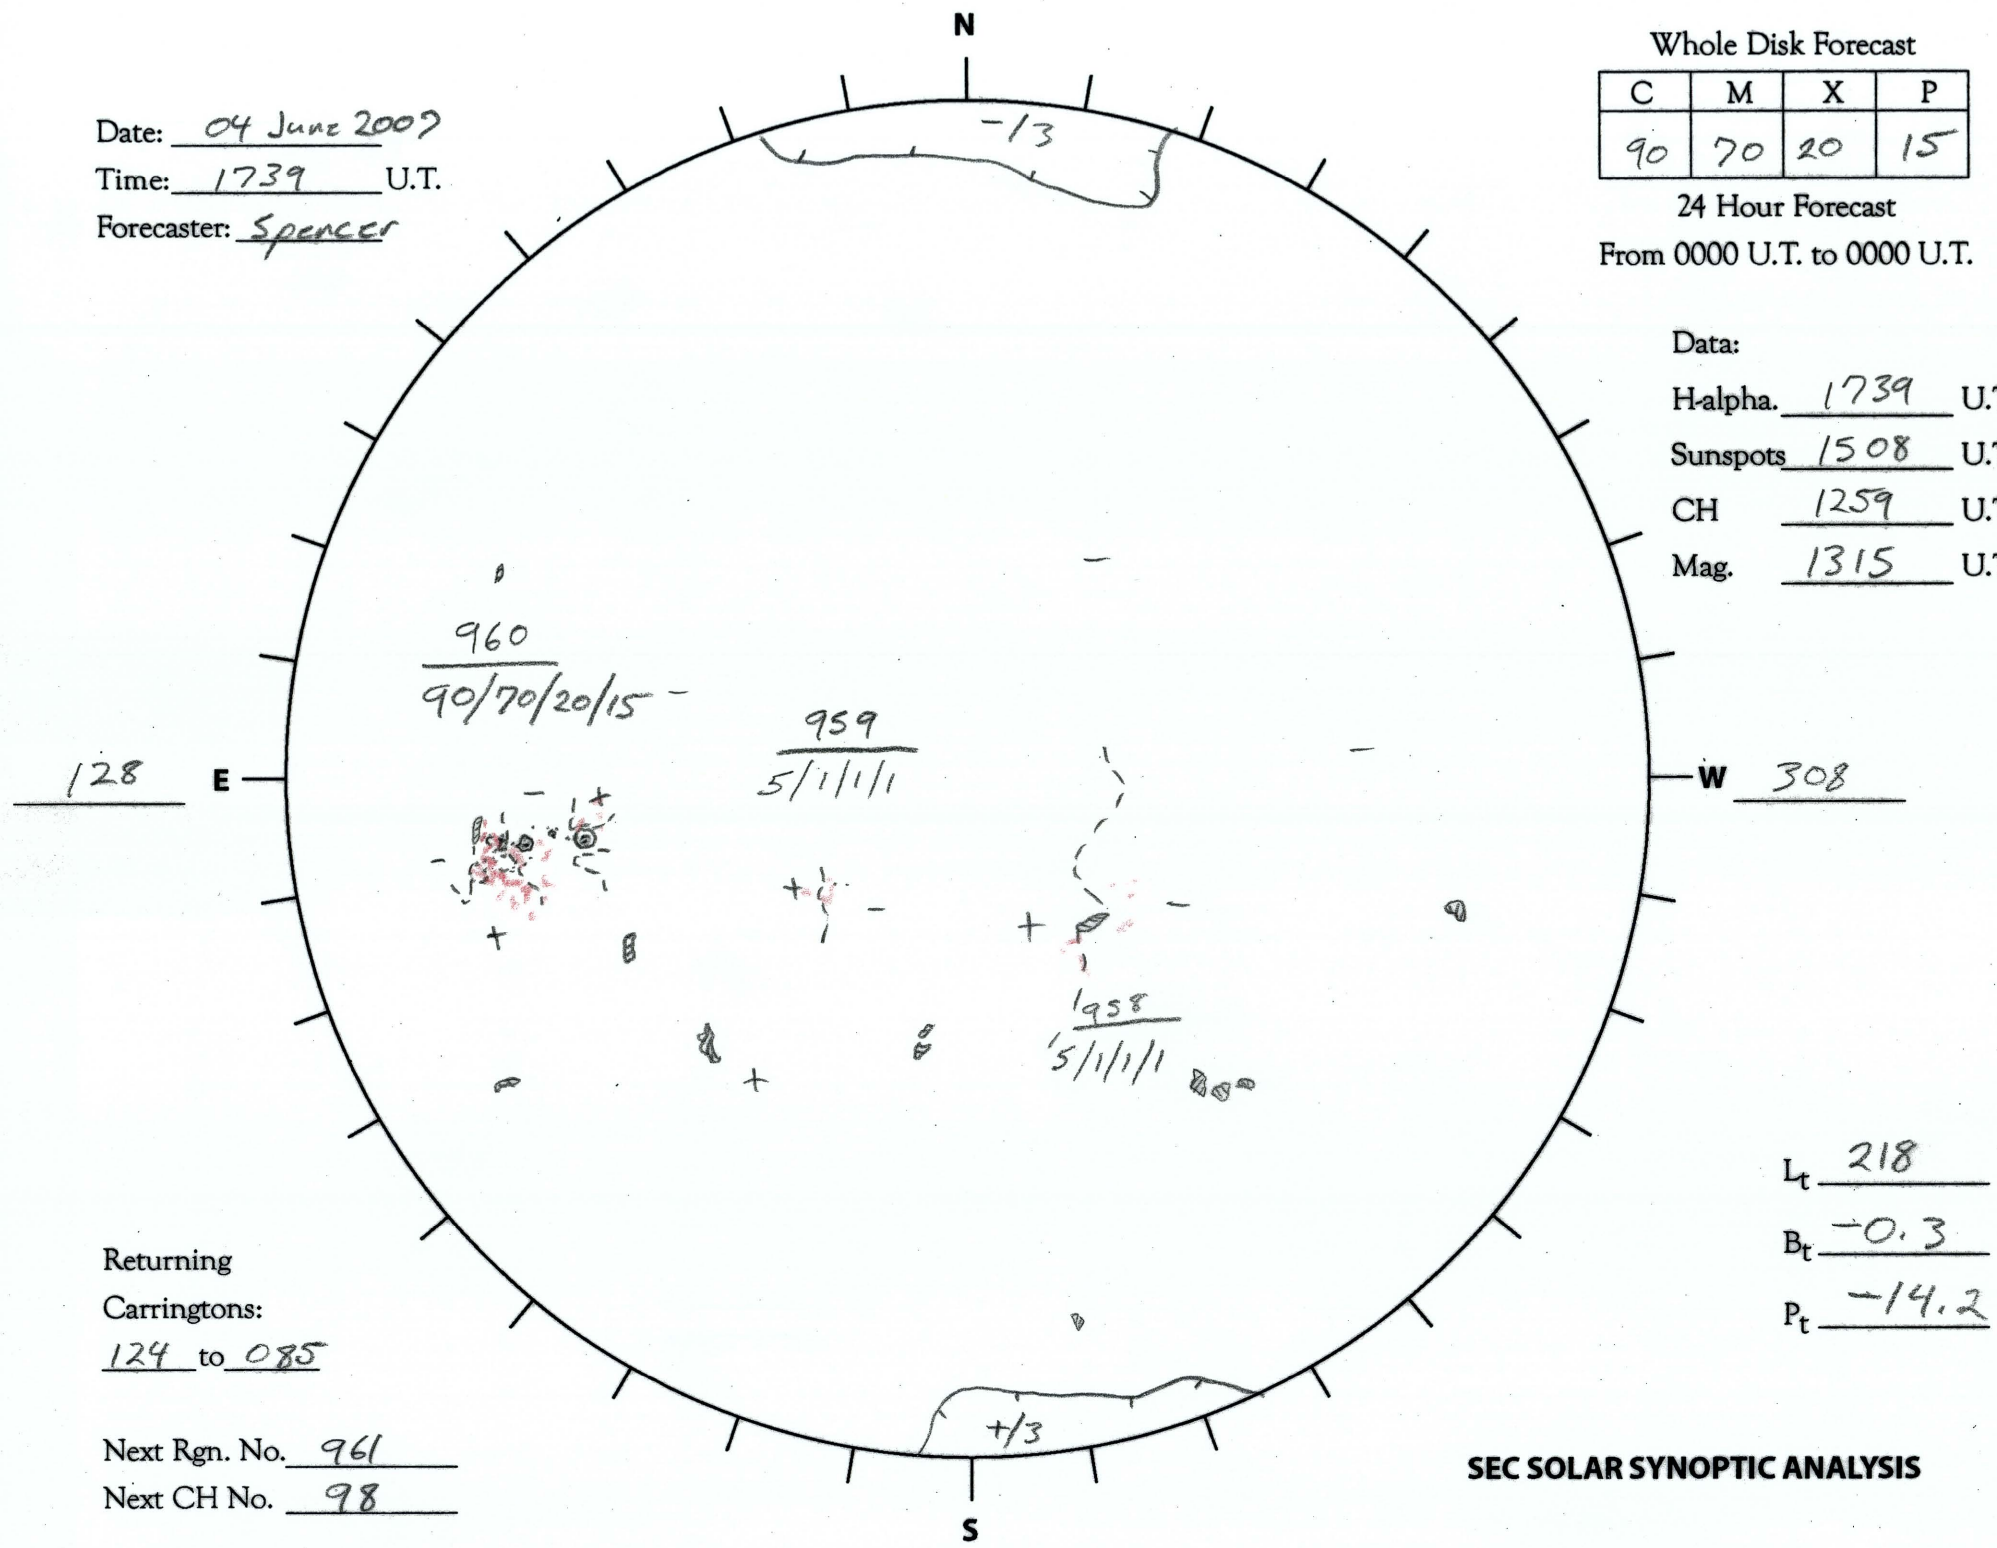 N
Whole Disk Forecast
C M X P
90 70 20 15
24 Hour Forecast
From 0000 U.T. to 0000 U.T.
Date: 04 June 2007
Time: 1739 U.T.
Forecaster: Spencer
-/3
Data:
H-alpha. 1739 U.T
Sunspots 1508 U.T
CH 1259 U.T
Mag. 1315 U.T
960
90/70/20/15 -
959
5/1/1/1
128 E
W 308
958
5/1/1/1
Lt 218
Bt -0.3
Pt -14.2
Returning
Carringtons:
124 to 085
+/3
Next Rgn. No. 961
Next CH No. 98
SEC SOLAR SYNOPTIC ANALYSIS
S